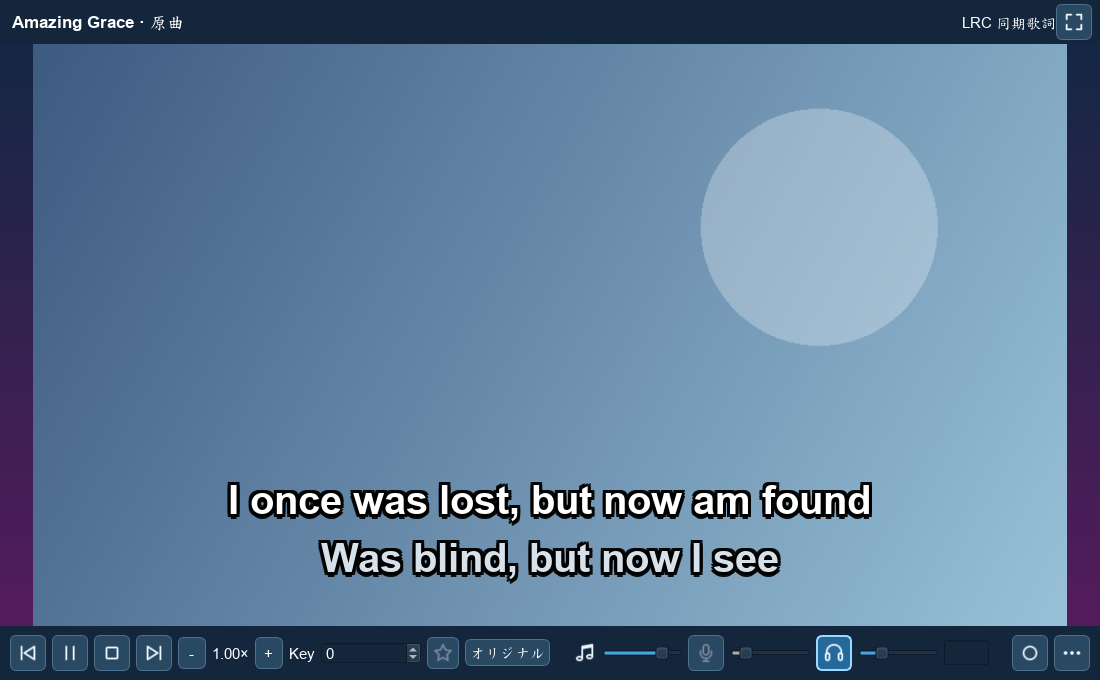 Amazing Grace · 原曲
LRC 同期歌詞
I once was lost, but now am found
Was blind, but now I see
- 1.00× + Key 0 オリジナル